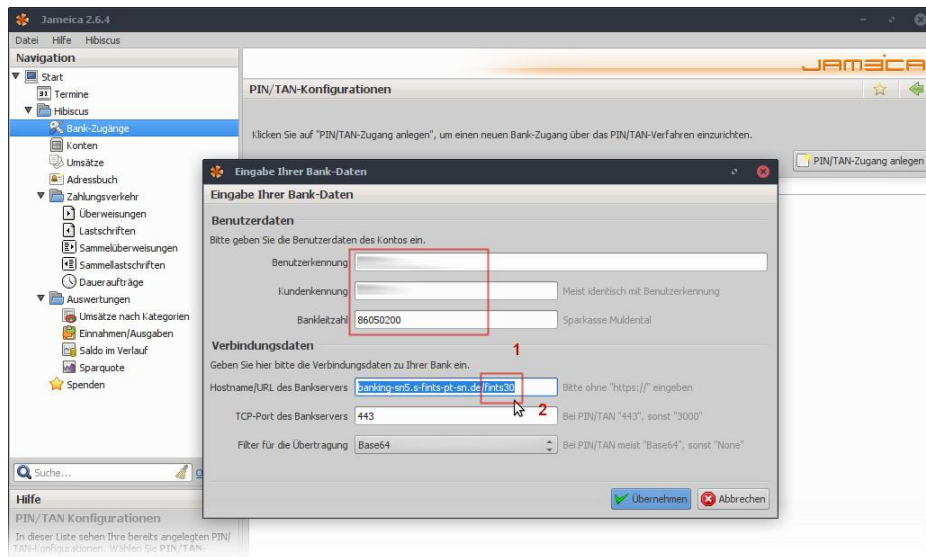 Jameica 2.6.4
Datei Hilfe Hibiscus
Navigation
Start
31 Termine
Hibiscus
Bank-Zugänge
Konten
Umsätze
Adressbuch
Zahlungsverkehr
Überweisungen
Lastschriften
Sammelüberweisungen
Sammellastschriften
Daueraufträge
Auswertungen
Umsätze nach Kategorien
Einnahmen/Ausgaben
Saldo im Verlauf
Sparquote
Spenden
Suche...
Hilfe
PIN/TAN Konfigurationen
In dieser Liste sehen Ihre bereits angelegten PIN/
TAN-Konfigurationen. Wählen Sie PIN/TAN-
JAMEICA
PIN/TAN-Konfigurationen
Klicken Sie auf "PIN/TAN-Zugang anlegen", um einen neuen Bank-Zugang über das PIN/TAN-Verfahren einzurichten.
PIN/TAN-Zugang anlegen
Eingabe Ihrer Bank-Daten
Eingabe Ihrer Bank-Daten
Benutzerdaten
Bitte geben Sie die Benutzerdaten des Kontos ein.
Benutzerkennung
Kundenkennung Meist identisch mit Benutzerkennung
Bankleitzahl 86050200 Sparkasse Muldental
1
Verbindungsdaten
Geben Sie hier bitte die Verbindungsdaten zu Ihrer Bank ein.
Hostname/URL des Bankservers banking-sn5.s-fints-pt-sn.de/fints30 Bitte ohne "https://" eingeben
2
TCP-Port des Bankservers 443 Bei PIN/TAN "443", sonst "3000"
Filter für die Übertragung Base64 Bei PIN/TAN meist "Base64", sonst "None"
Übernehmen Abbrechen